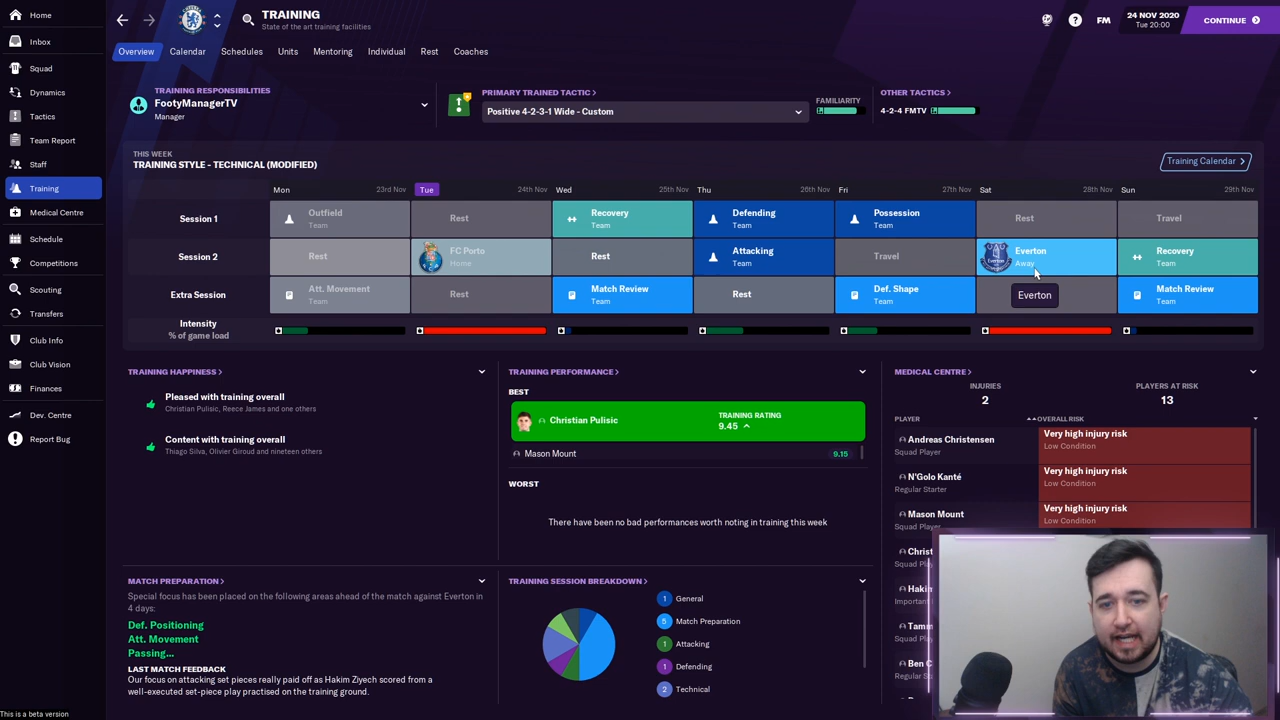 Home
Inbox
Squad
Dynamics
Tactics
Team Report
Staff
Training
Medical Centre
Schedule
Competitions
Scouting
Transfers
Club Info
Club Vision
Finances
Dev. Centre
Report Bug
This is a beta version
TRAINING
State of the art training facilities
? FM
24 NOV 2020
Tue 20:00
CONTINUE
Overview Calendar Schedules Units Mentoring Individual Rest Coaches
TRAINING RESPONSIBILITIES >
FootyManagerTV
Manager
PRIMARY TRAINED TACTIC >
Positive 4-2-3-1 Wide - Custom
FAMILIARITY
OTHER TACTICS >
4-2-4 FMTV
THIS WEEK
TRAINING STYLE - TECHNICAL (MODIFIED)
Training Calendar >
Mon 23rd Nov Tue 24th Nov Wed 25th Nov Thu 26th Nov Fri 27th Nov Sat 28th Nov Sun 29th Nov
Session 1
Outfield
Team
Rest
Recovery
Team
Defending
Team
Possession
Team
Rest
Travel
Session 2
Rest
FC Porto
Home
Rest
Attacking
Team
Travel
Everton
Away
Recovery
Team
Extra Session
Att. Movement
Team
Rest
Match Review
Team
Rest
Def. Shape
Team
Everton
Match Review
Team
Intensity
% of game load
TRAINING HAPPINESS >
Pleased with training overall
Christian Pulisic, Reece James and one others
Content with training overall
Thiago Silva, Olivier Giroud and nineteen others
TRAINING PERFORMANCE >
BEST
Christian Pulisic
TRAINING RATING
9.45
Mason Mount 9.15
WORST
There have been no bad performances worth noting in training this week
MEDICAL CENTRE >
INJURIES
2
PLAYERS AT RISK
13
PLAYER OVERALL RISK
Andreas Christensen
Squad Player
Very high injury risk
Low Condition
N'Golo Kanté
Regular Starter
Very high injury risk
Low Condition
Mason Mount
Squad Player
Very high injury risk
Low Condition
Christ
Squad Pla
Hakim
Important
Tamm
Squad Pla
Ben C
Regular S
MATCH PREPARATION >
Special focus has been placed on the following areas ahead of the match against Everton in
4 days:
Def. Positioning
Att. Movement
Passing...
LAST MATCH FEEDBACK
Our focus on attacking set pieces really paid off as Hakim Ziyech scored from a
well-executed set-piece play practised on the training ground.
TRAINING SESSION BREAKDOWN >
1 General
5 Match Preparation
1 Attacking
1 Defending
2 Technical